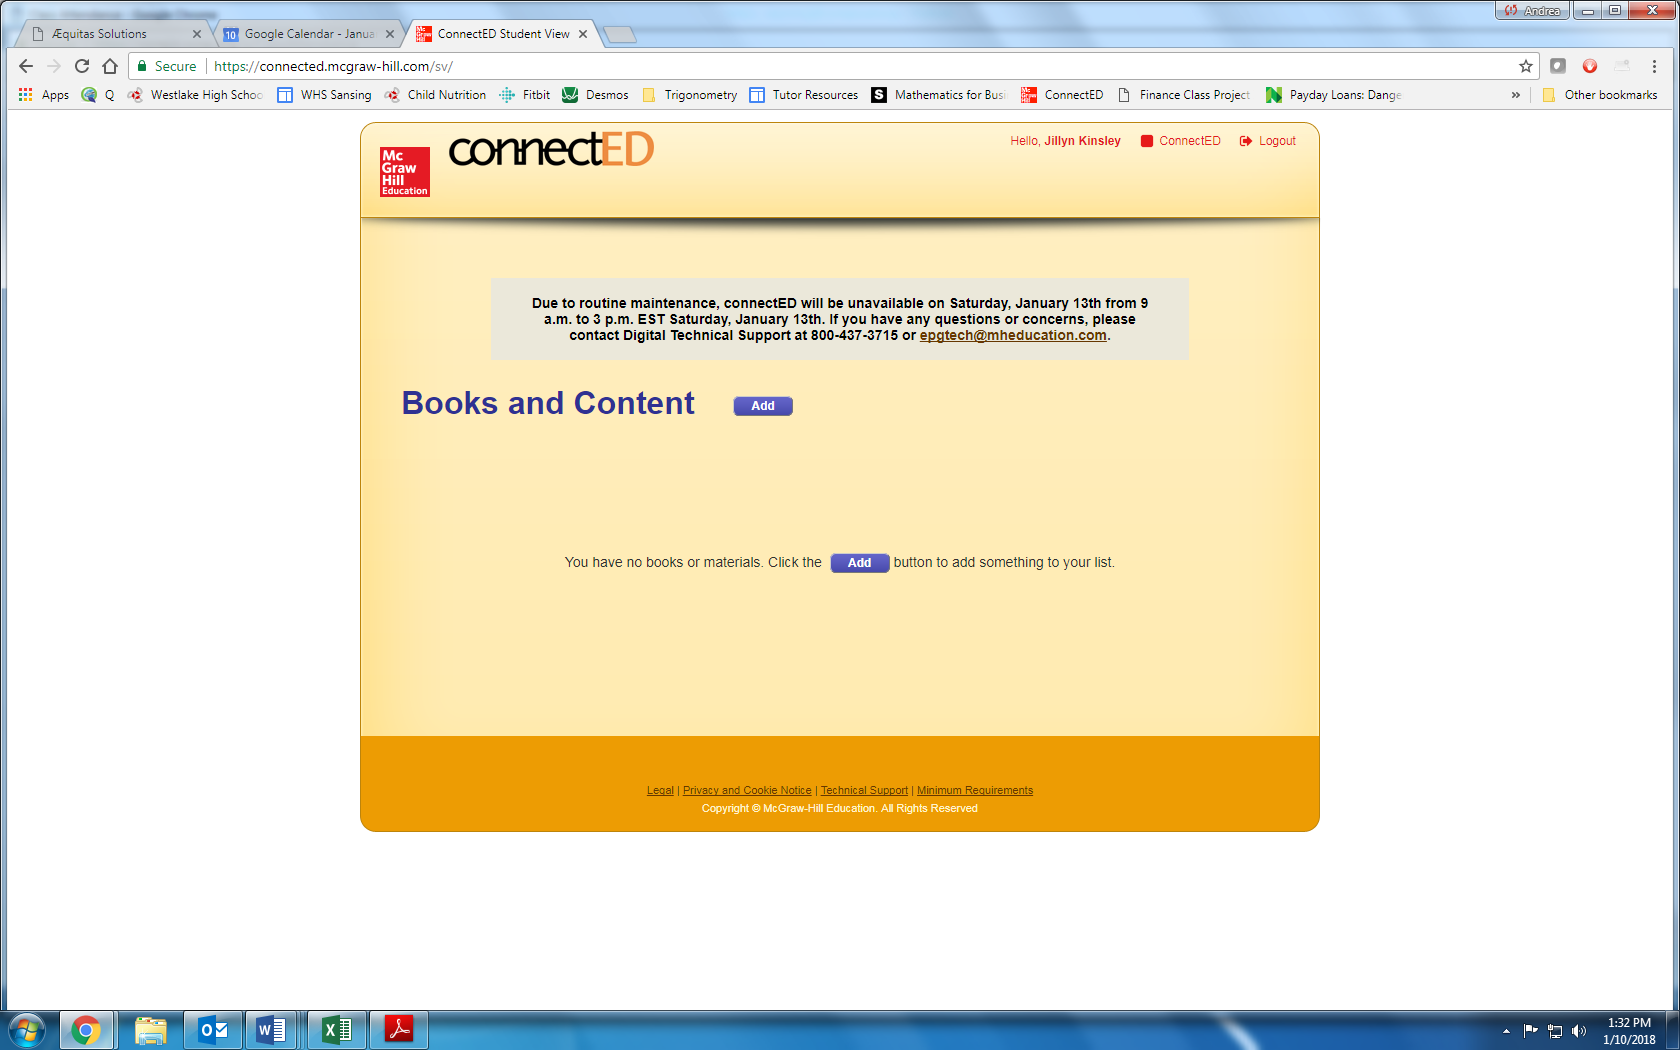 Andrea
Æquitas Solutions
10 Google Calendar - Janua
ConnectED Student View
Secure https://connected.mcgraw-hill.com/sv/
Apps Q Westlake High Schoo WHS Sansing Child Nutrition Fitbit Desmos Trigonometry Tutor Resources S Mathematics for Busi ConnectED Finance Class Project Payday Loans: Dange » Other bookmarks
Mc
Graw
Hill
Education
connectED
Hello, Jillyn Kinsley ConnectED Logout
Due to routine maintenance, connectED will be unavailable on Saturday, January 13th from 9
a.m. to 3 p.m. EST Saturday, January 13th. If you have any questions or concerns, please
contact Digital Technical Support at 800-437-3715 or epgtech@mheducation.com.
Books and Content Add
You have no books or materials. Click the Add button to add something to your list.
Legal | Privacy and Cookie Notice | Technical Support | Minimum Requirements
Copyright © McGraw-Hill Education. All Rights Reserved
1:32 PM
1/10/2018